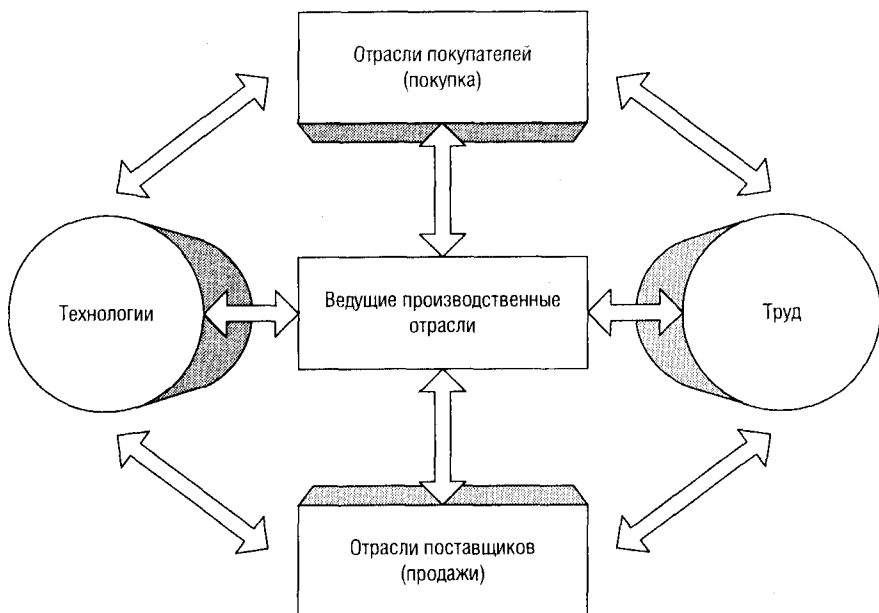 Отрасли покупателей
(покупка)
Технологии
Ведущие производственные
отрасли
Труд
Отрасли поставщиков
(продажи)